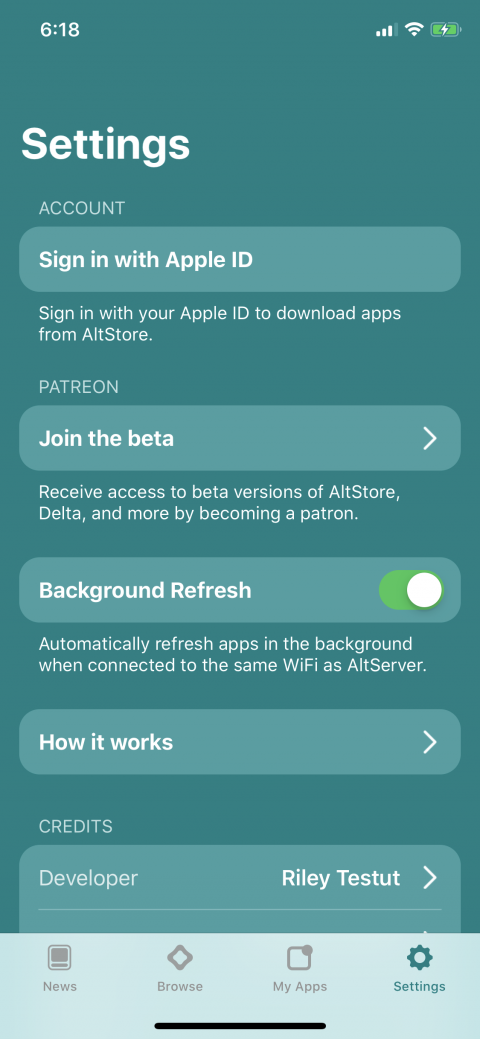 6:18
Settings
ACCOUNT
Sign in with Apple ID
Sign in with your Apple ID to download apps
from AltStore.
PATREON
Join the beta
Receive access to beta versions of AltStore,
Delta, and more by becoming a patron.
Background Refresh
Automatically refresh apps in the background
when connected to the same WiFi as AltServer.
How it works
CREDITS
Developer Riley Testut
News Browse My Apps Settings